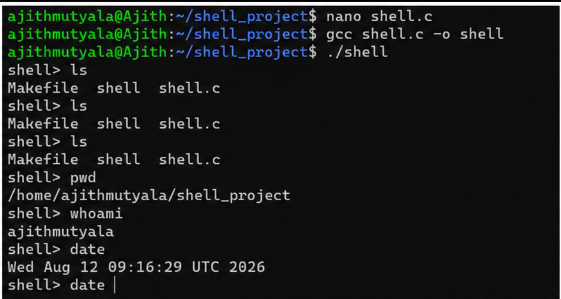 ajithmutyala@Ajith:~/shell_project$ nano shell.c
ajithmutyala@Ajith:~/shell_project$ gcc shell.c -o shell
ajithmutyala@Ajith:~/shell_project$ ./shell
shell> ls
Makefile  shell  shell.c
shell> ls
Makefile  shell  shell.c
shell> ls
Makefile  shell  shell.c
shell> pwd
/home/ajithmutyala/shell_project
shell> whoami
ajithmutyala
shell> date
Wed Aug 12 09:16:29 UTC 2026
shell> date